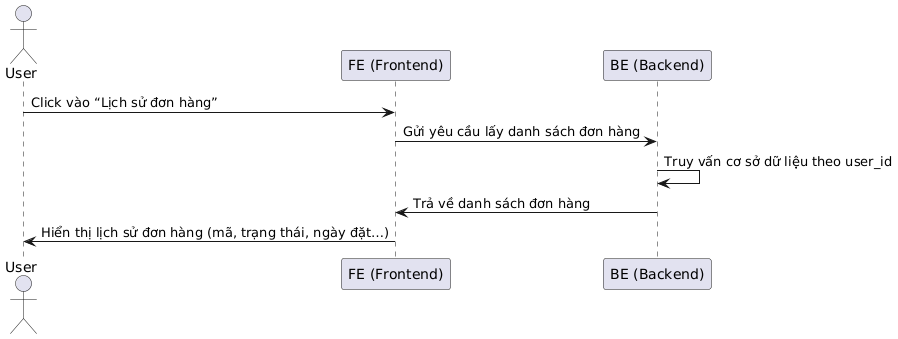 User
FE (Frontend)
BE (Backend)
Click vào “Lịch sử đơn hàng”
Gửi yêu cầu lấy danh sách đơn hàng
Truy vấn cơ sở dữ liệu theo user_id
Trả về danh sách đơn hàng
Hiển thị lịch sử đơn hàng (mã, trạng thái, ngày đặt...)
User
FE (Frontend)
BE (Backend)